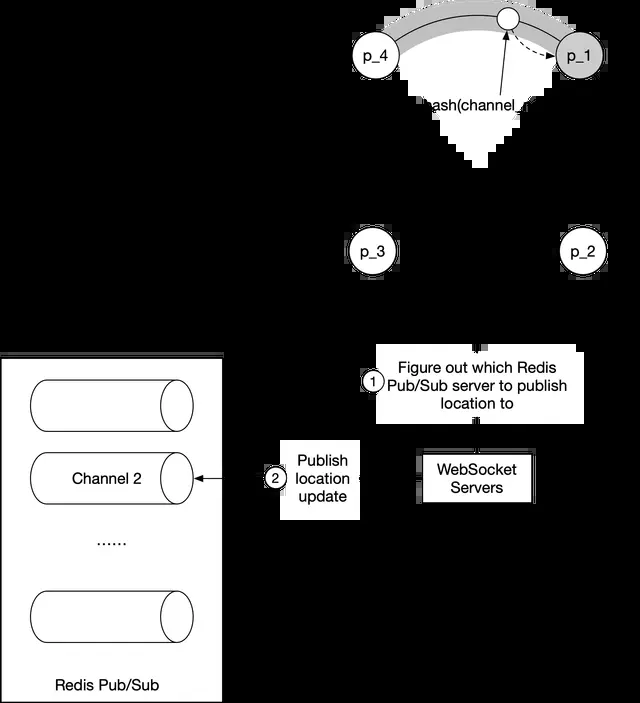 p_4
p_1
hash(channel_
p_3
p_2
1
Figure out which Redis
Pub/Sub server to publish
location to
Channel 2
2
Publish
location
update
WebSocket
Servers
......
Redis Pub/Sub